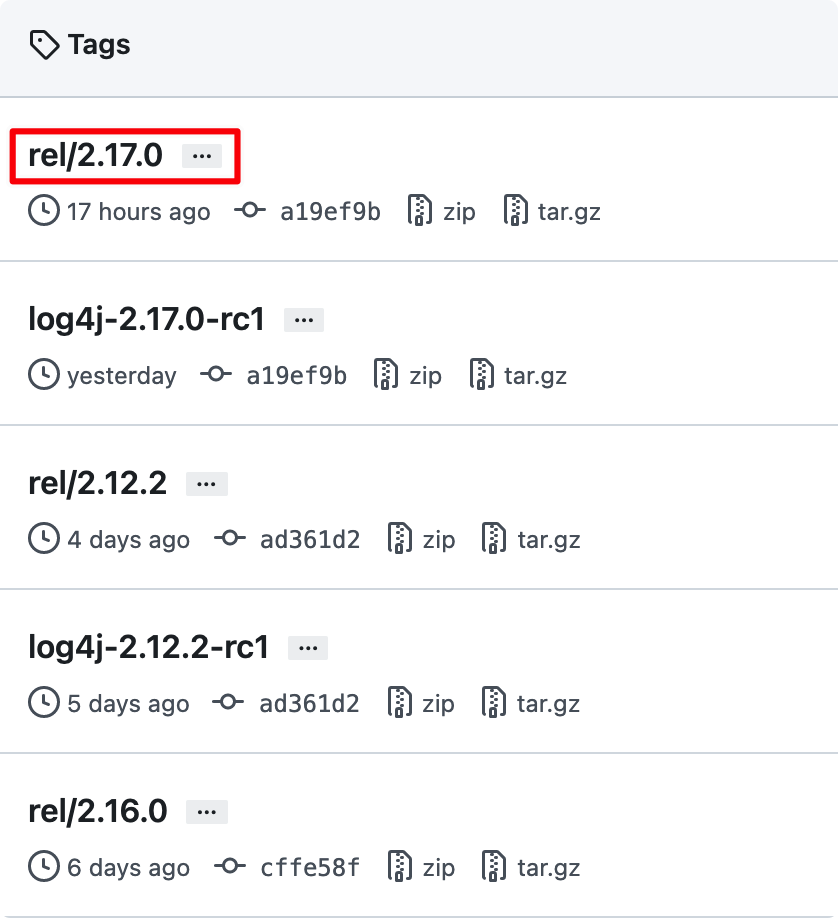 Tags
rel/2.17.0 ...
17 hours ago a19ef9b zip tar.gz
log4j-2.17.0-rc1 ...
yesterday a19ef9b zip tar.gz
rel/2.12.2 ...
4 days ago ad361d2 zip tar.gz
log4j-2.12.2-rc1 ...
5 days ago ad361d2 zip tar.gz
rel/2.16.0 ...
6 days ago cffe58f zip tar.gz